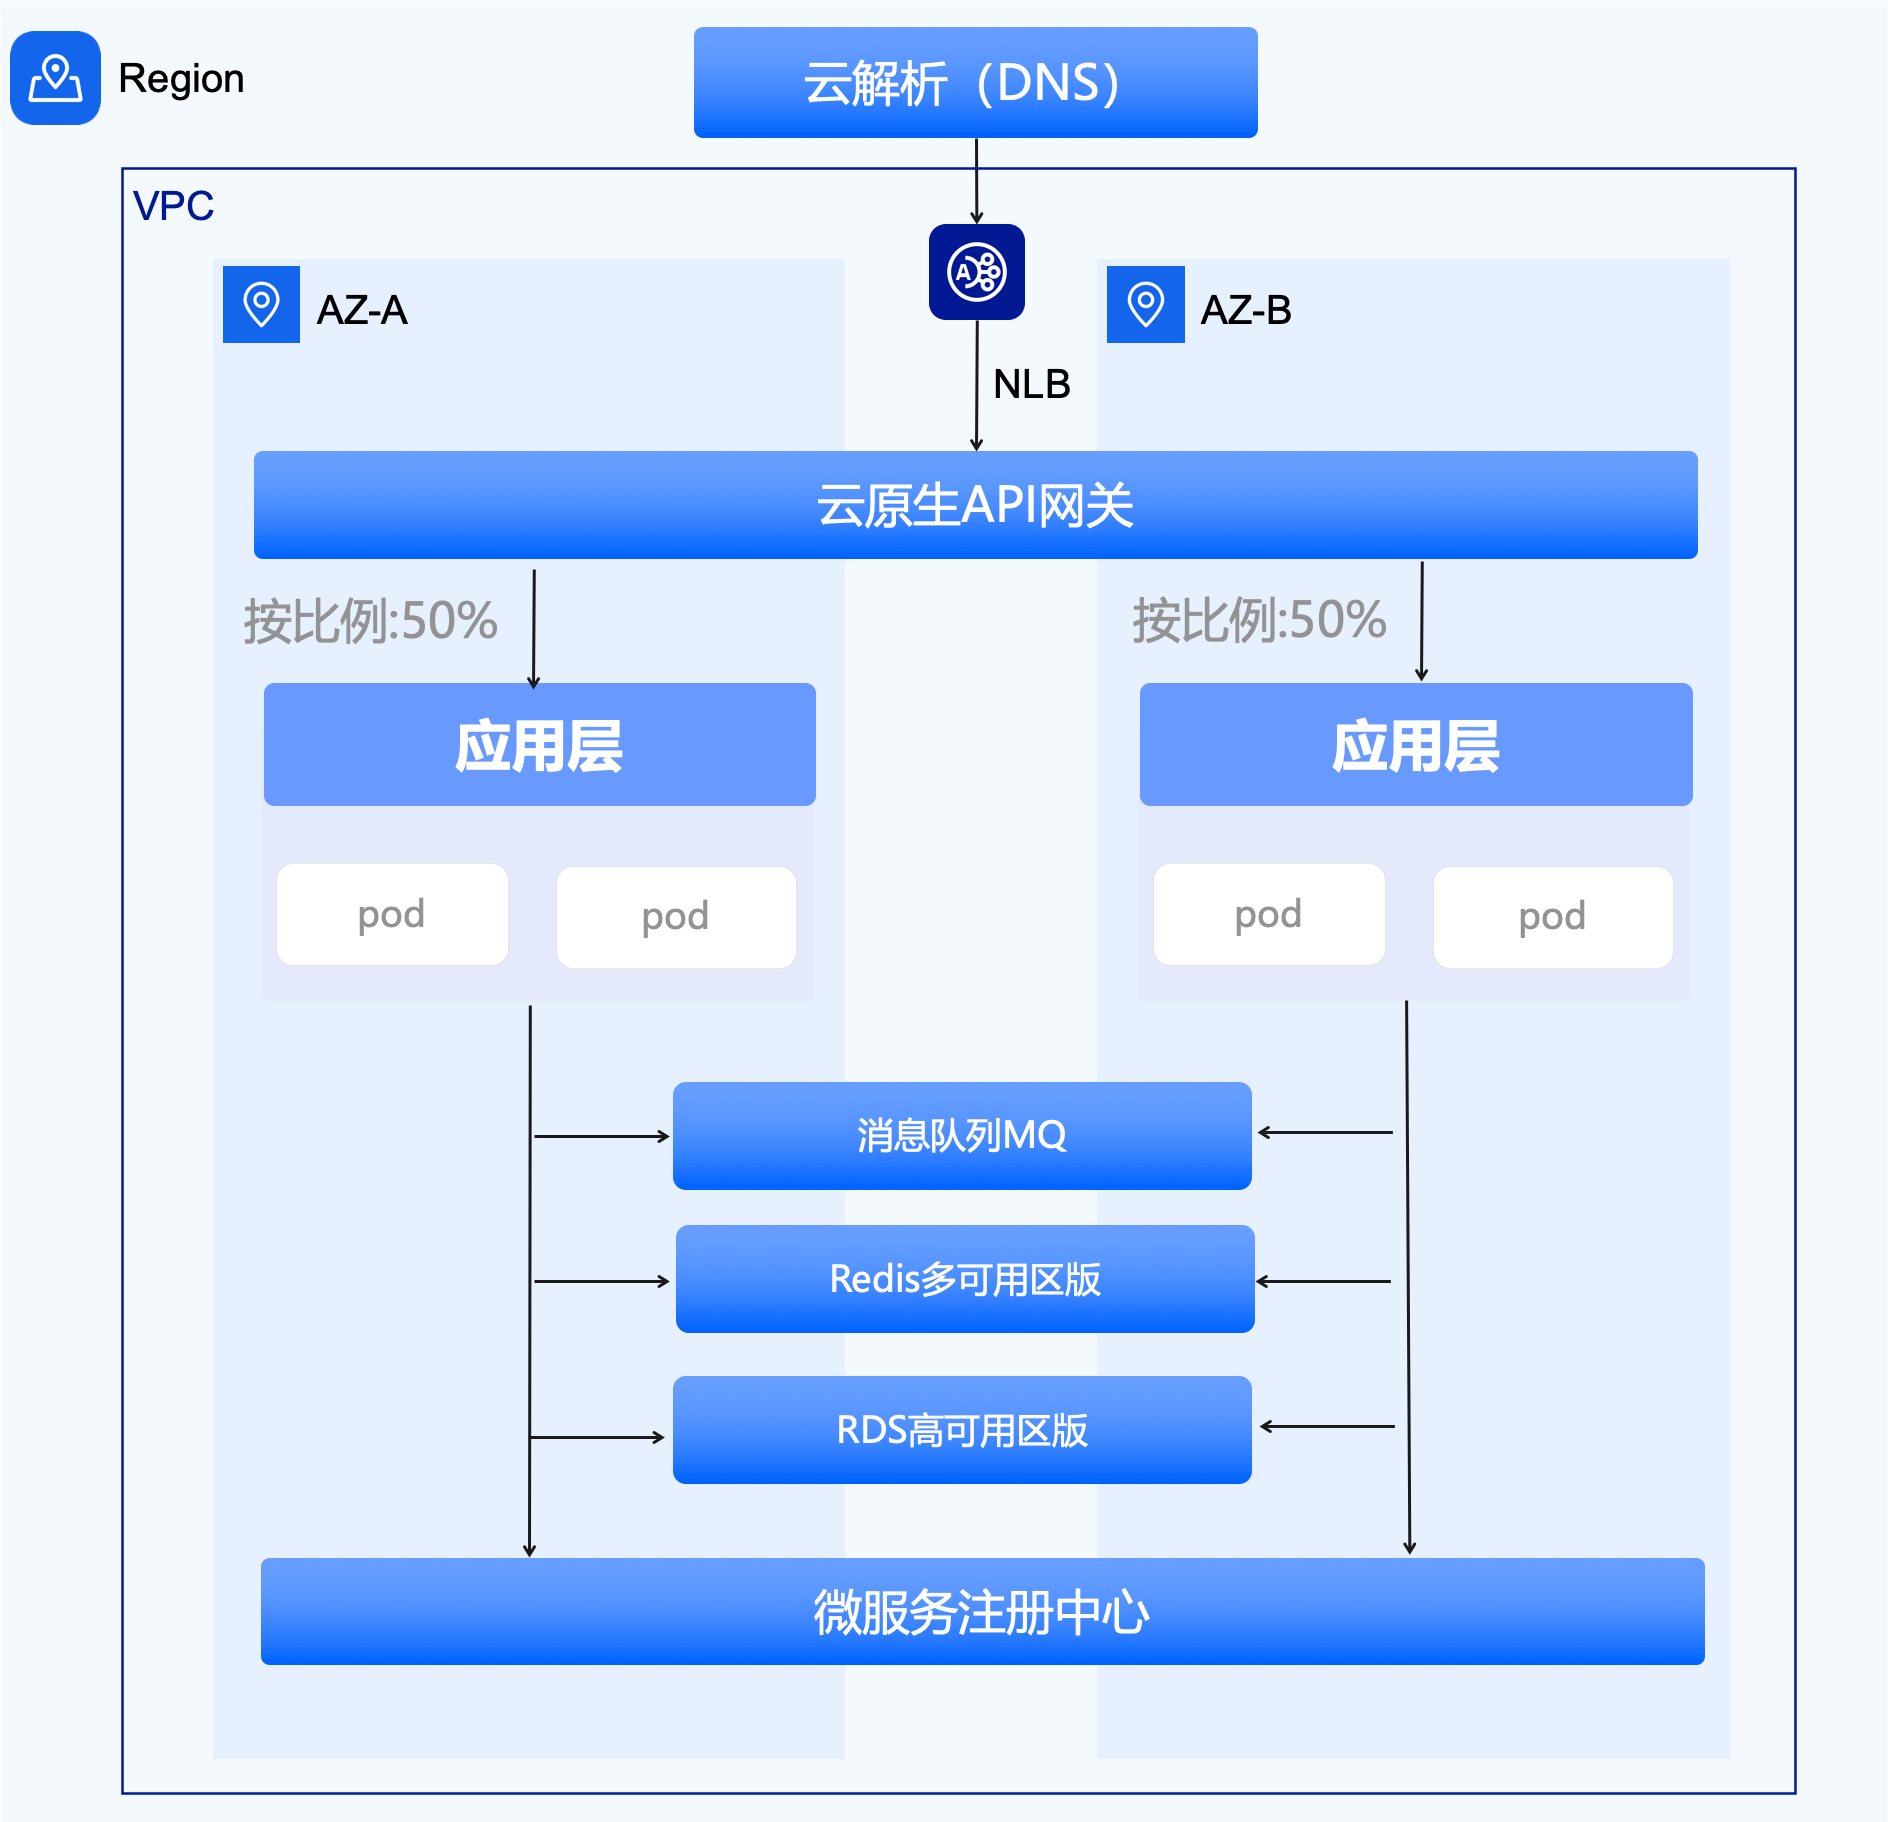 Region
云解析（DNS）
VPC
AZ-A
AZ-B
NLB
云原生API网关
按比例:50%
按比例:50%
应用层
应用层
pod
pod
pod
pod
消息队列MQ
Redis多可用区版
RDS高可用区版
微服务注册中心